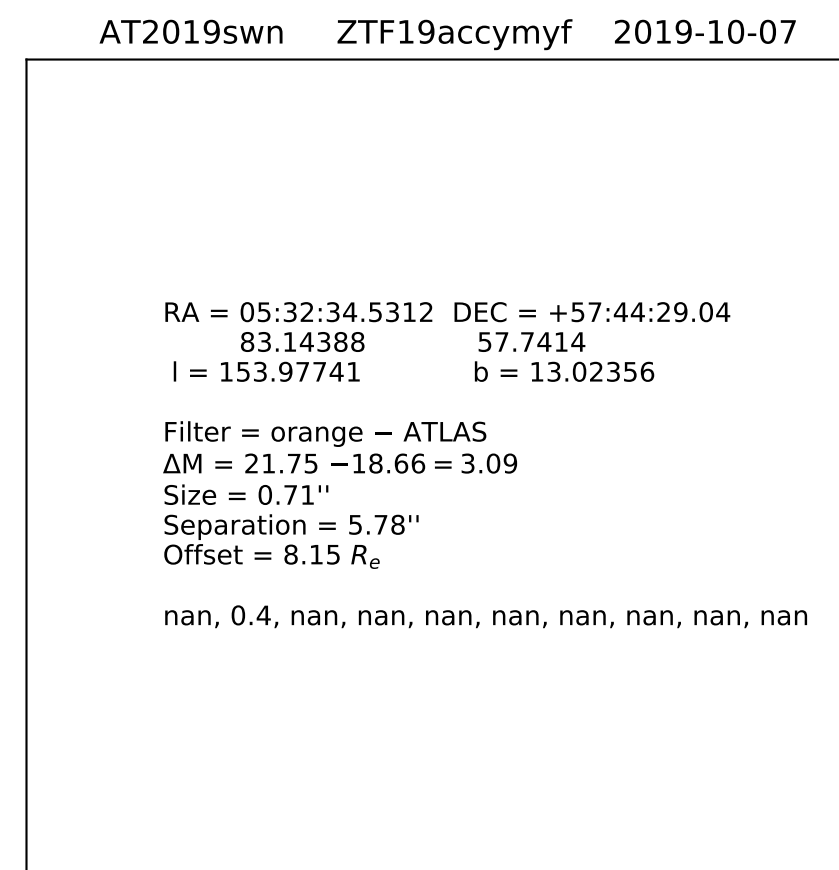 AT2019swn ZTF19accymyf 2019-10-07
RA = 05:32:34.5312 DEC = +57:44:29.04
83.14388 57.7414
l = 153.97741 b = 13.02356
Filter = orange − ATLAS
ΔM = 21.75 −18.66 = 3.09
Size = 0.71''
Separation = 5.78''
Offset = 8.15 Re
nan, 0.4, nan, nan, nan, nan, nan, nan, nan, nan